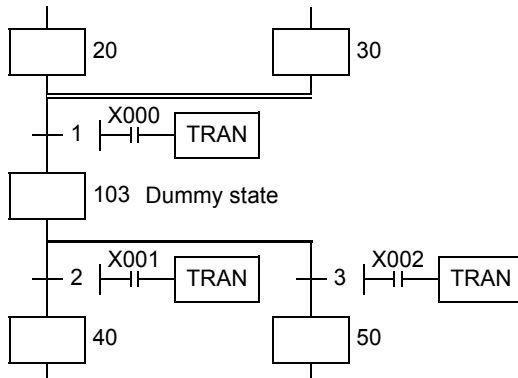 20
30
X000
1
TRAN
103 Dummy state
X001
2
TRAN
X002
3
TRAN
40
50